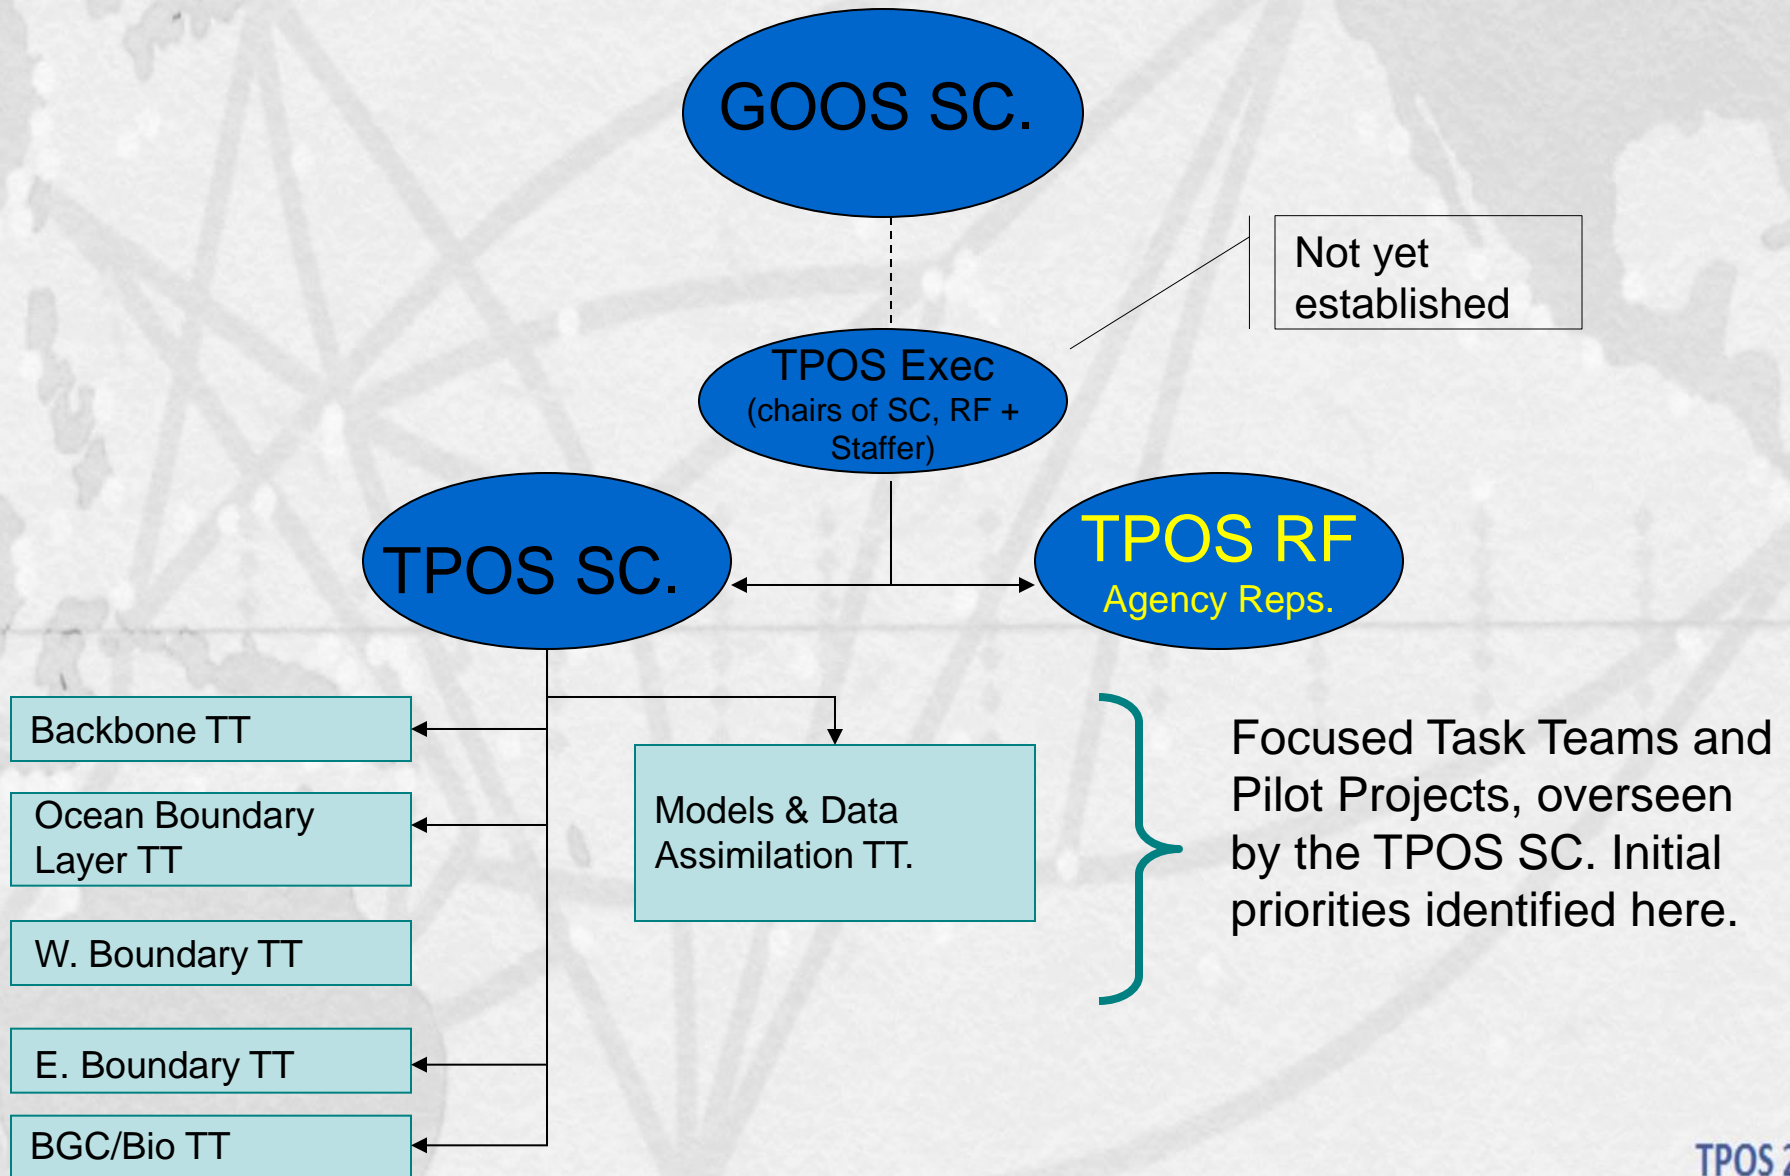 GOOS SC.
Not yet
established
TPOS Exec
(chairs of SC, RF +
Staffer)
TPOS SC.
TPOS RF
Agency Reps.
Backbone TT
Ocean Boundary
Layer TT
W. Boundary TT
E. Boundary TT
BGC/Bio TT
Models & Data
Assimilation TT.
Focused Task Teams and
Pilot Projects, overseen
by the TPOS SC. Initial
priorities identified here.
TPOS